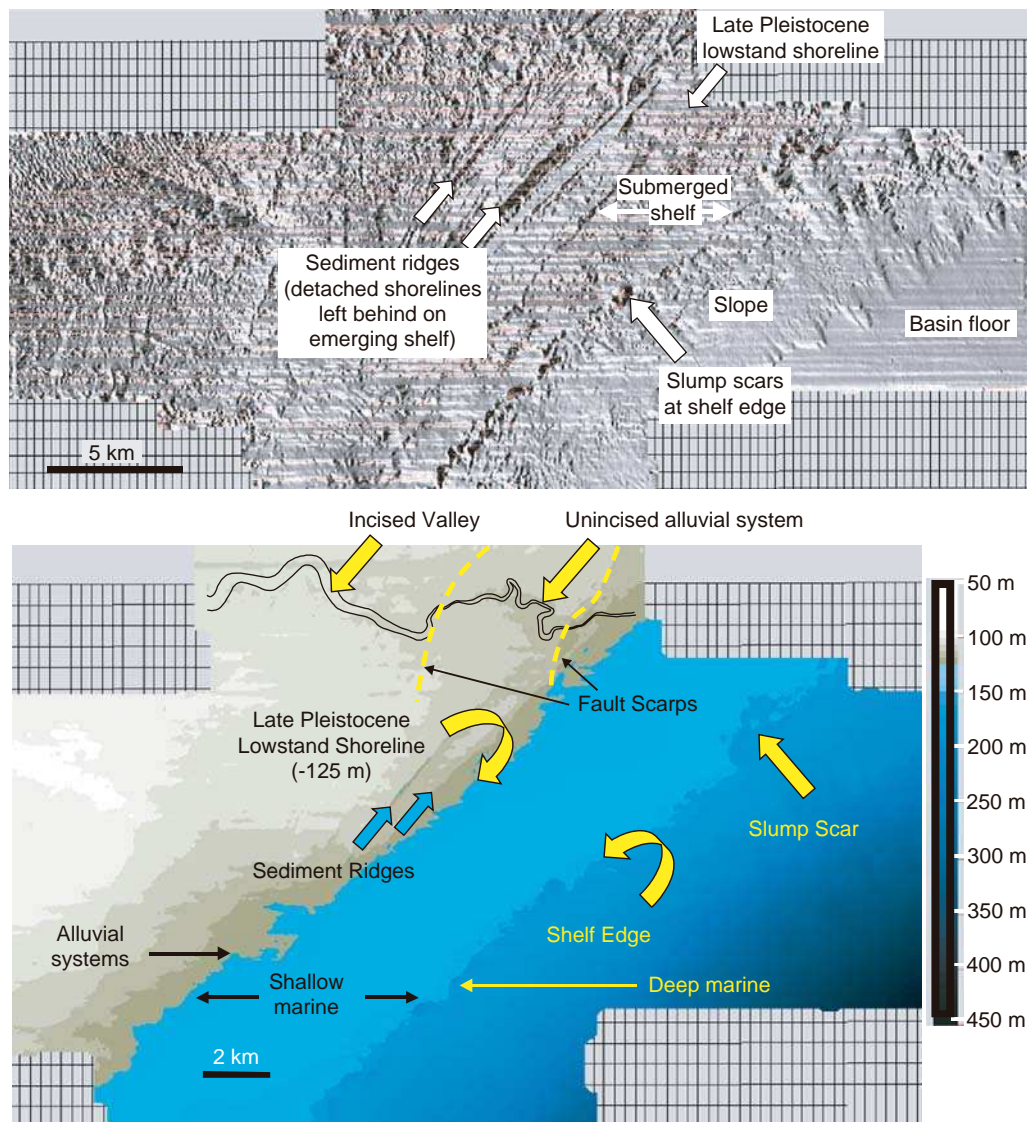 Late Pleistocene
lowstand shoreline
Submerged
shelf
Sediment ridges
(detached shorelines
left behind on
emerging shelf)
Slope
Basin floor
Slump scars
at shelf edge
5 km
Incised Valley
Unincised alluvial system
50 m
100 m
150 m
200 m
250 m
300 m
350 m
400 m
450 m
Fault Scarps
Late Pleistocene
Lowstand Shoreline
(-125 m)
Slump Scar
Sediment Ridges
Shelf Edge
Alluvial
systems
Shallow
marine
Deep marine
2 km